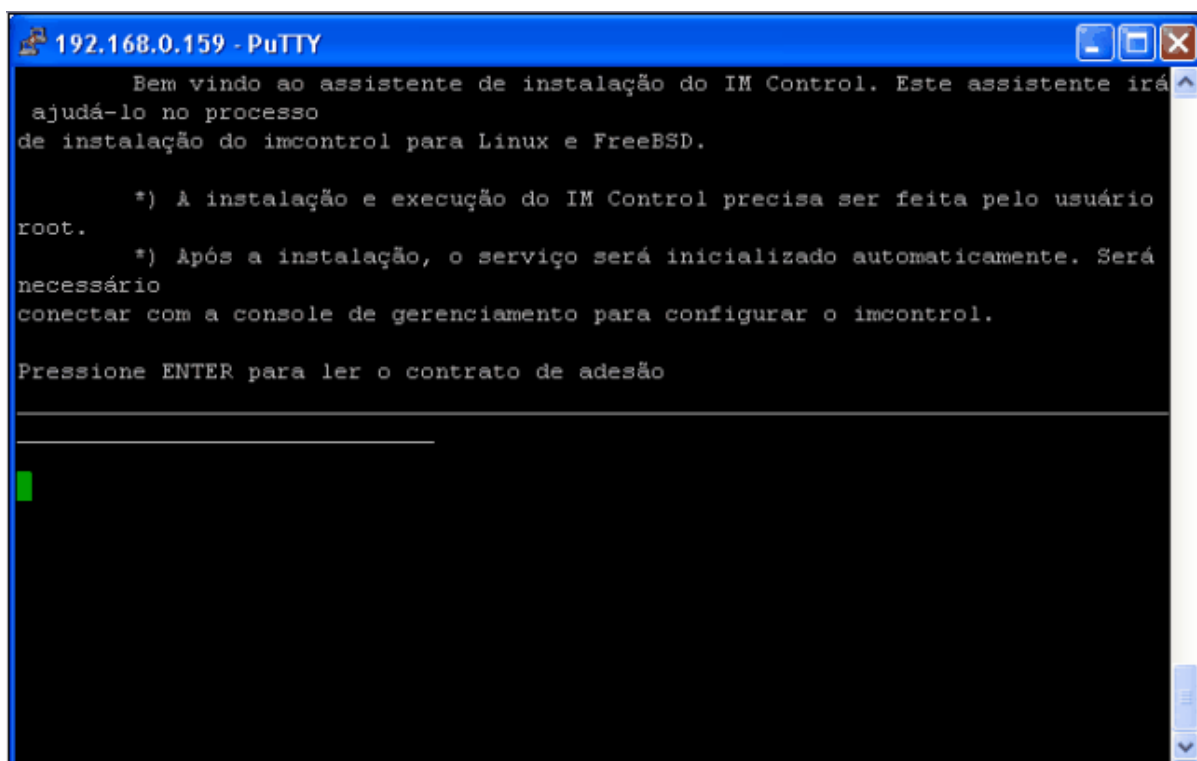 192.168.0.159 - PuTTY
Bem vindo ao assistente de instalação do IM Control. Este assistente irá
ajudá-lo no processo
de instalação do imcontrol para Linux e FreeBSD.
*) A instalação e execução do IM Control precisa ser feita pelo usuário
root.
*) Após a instalação, o serviço será inicializado automaticamente. Será
necessário
conectar com a console de gerenciamento para configurar o imcontrol.
Pressione ENTER para ler o contrato de adesão